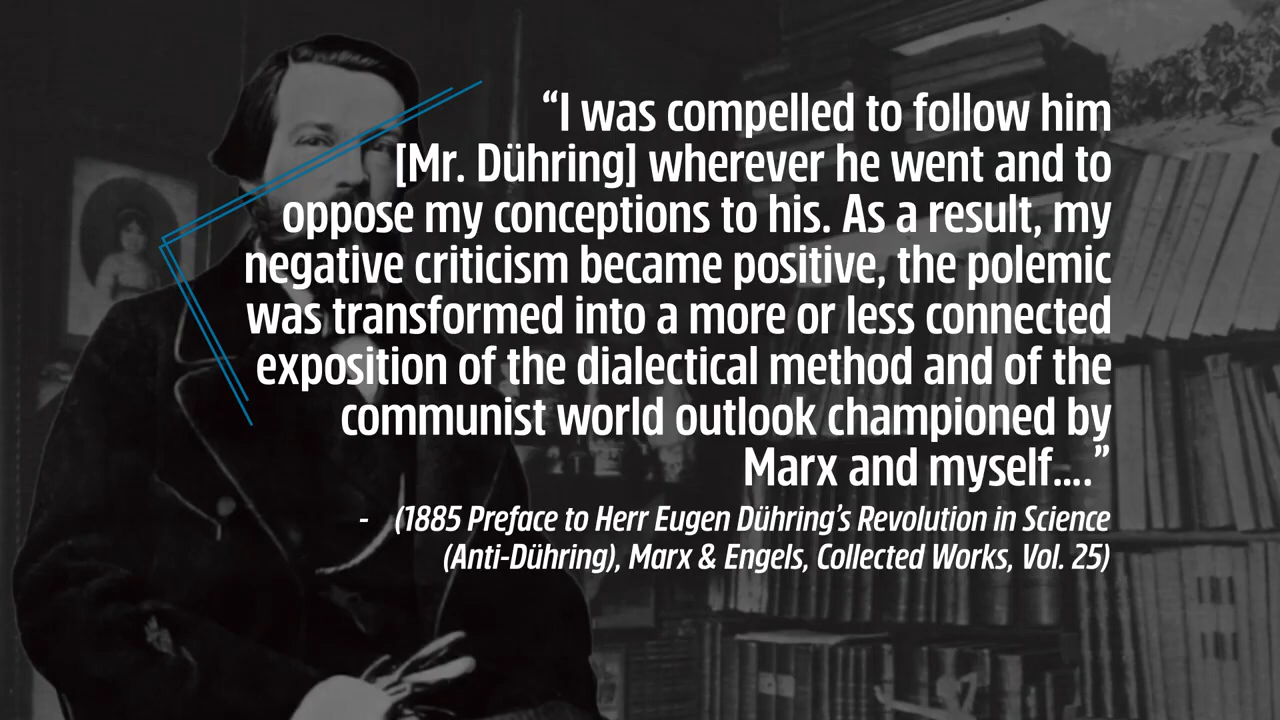 “I was compelled to follow him
[Mr. Dühring] wherever he went and to
oppose my conceptions to his. As a result, my
negative criticism became positive, the polemic
was transformed into a more or less connected
exposition of the dialectical method and of the
communist world outlook championed by
Marx and myself....”
- (1885 Preface to Herr Eugen Dühring’s Revolution in Science
(Anti-Dühring), Marx & Engels, Collected Works, Vol. 25)